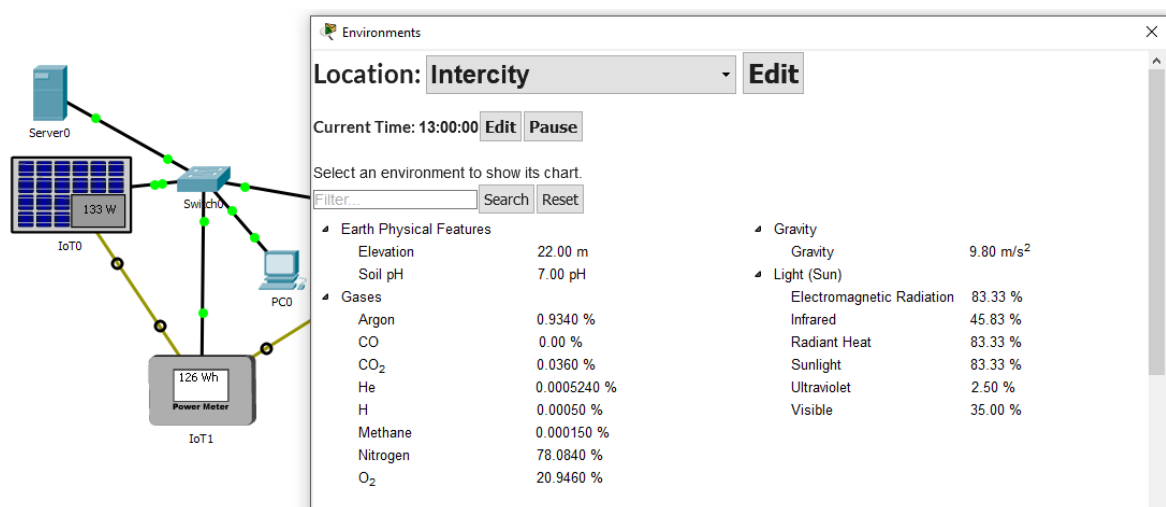 Environments
Location: Intercity Edit
Current Time: 13:00:00 Edit Pause
Select an environment to show its chart.
Filter... Search Reset
Earth Physical Features
Elevation 22.00 m
Soil pH 7.00 pH
Gases
Argon 0.9340 %
CO 0.00 %
CO2 0.0360 %
He 0.0005240 %
H 0.00050 %
Methane 0.000150 %
Nitrogen 78.0840 %
O2 20.9460 %
Gravity
Gravity 9.80 m/s2
Light (Sun)
Electromagnetic Radiation 83.33 %
Infrared 45.83 %
Radiant Heat 83.33 %
Sunlight 83.33 %
Ultraviolet 2.50 %
Visible 35.00 %
Server0
Switch0
133 W
IoT0
PC0
126 Wh
Power Meter
IoT1